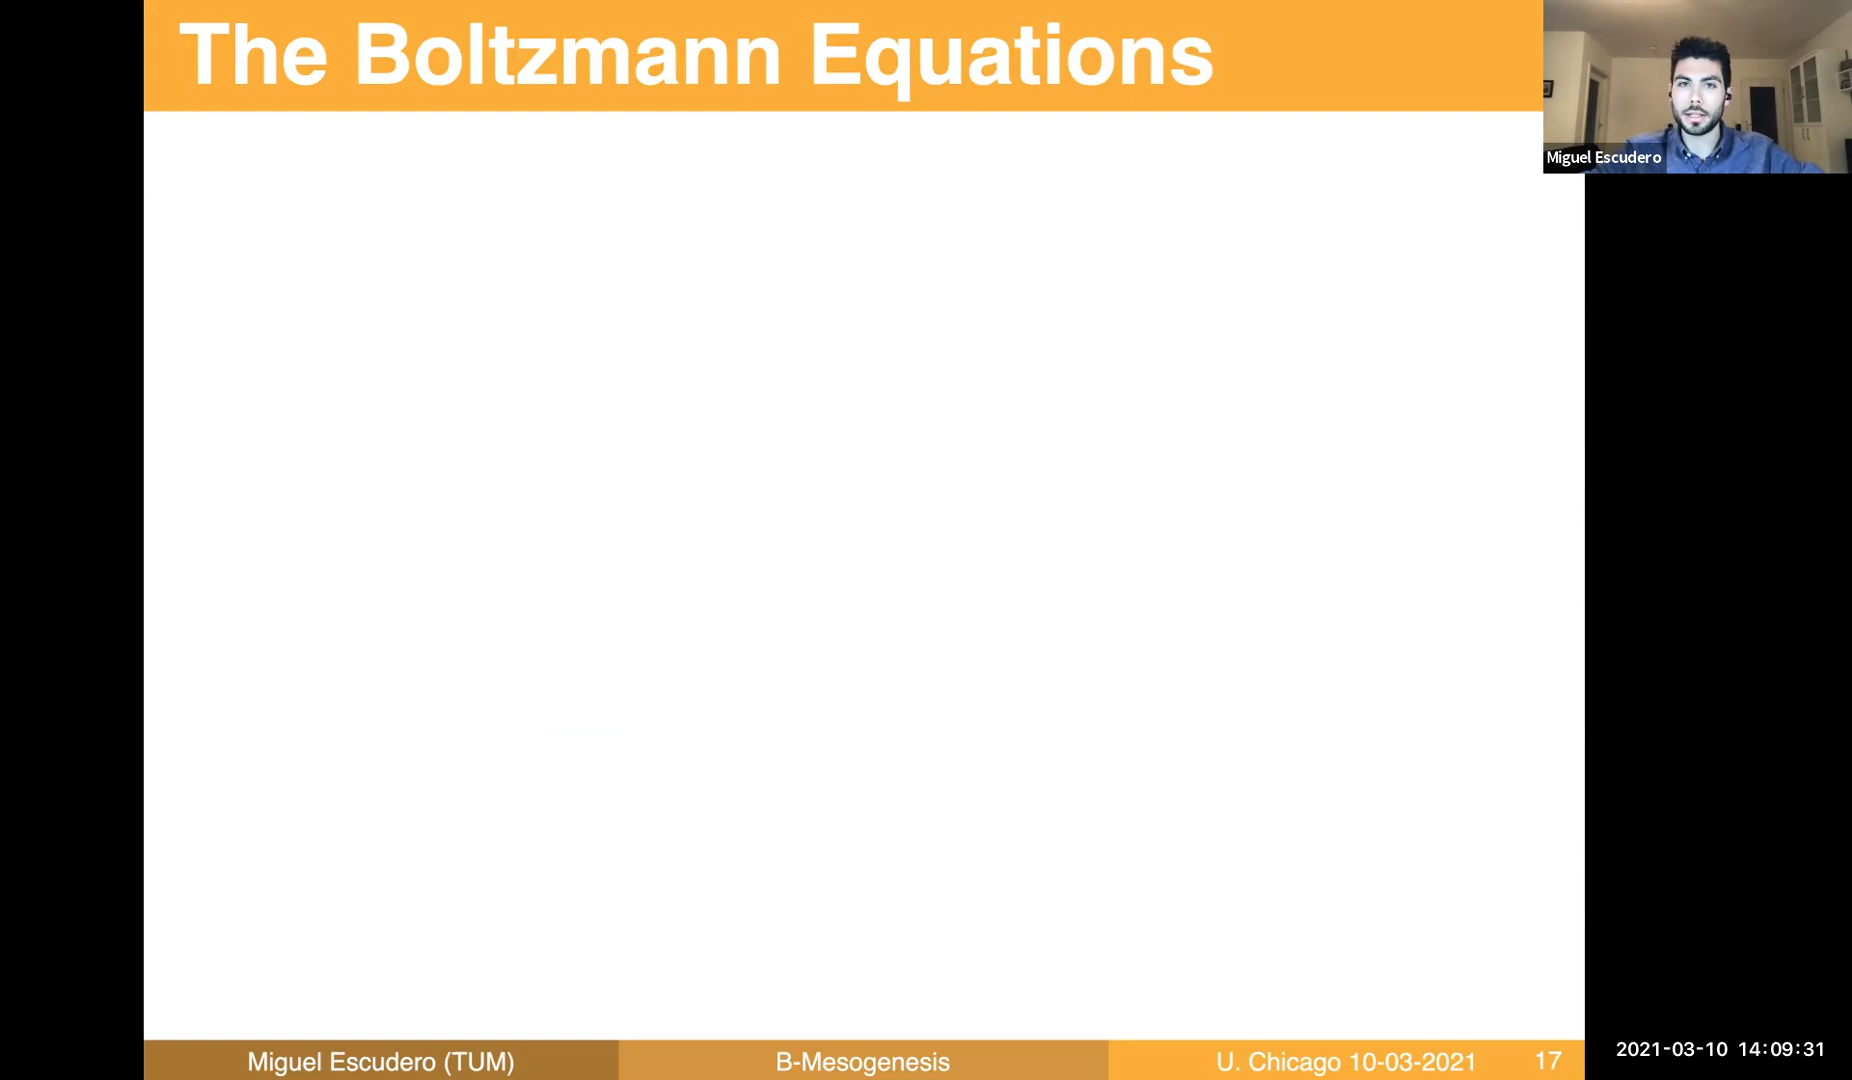 The Boltzmann Equations
Miguel Escudero
Miguel Escudero (TUM)
B-Mesogenesis
U. Chicago 10-03-2021
17
2021-03-10 14:09:31